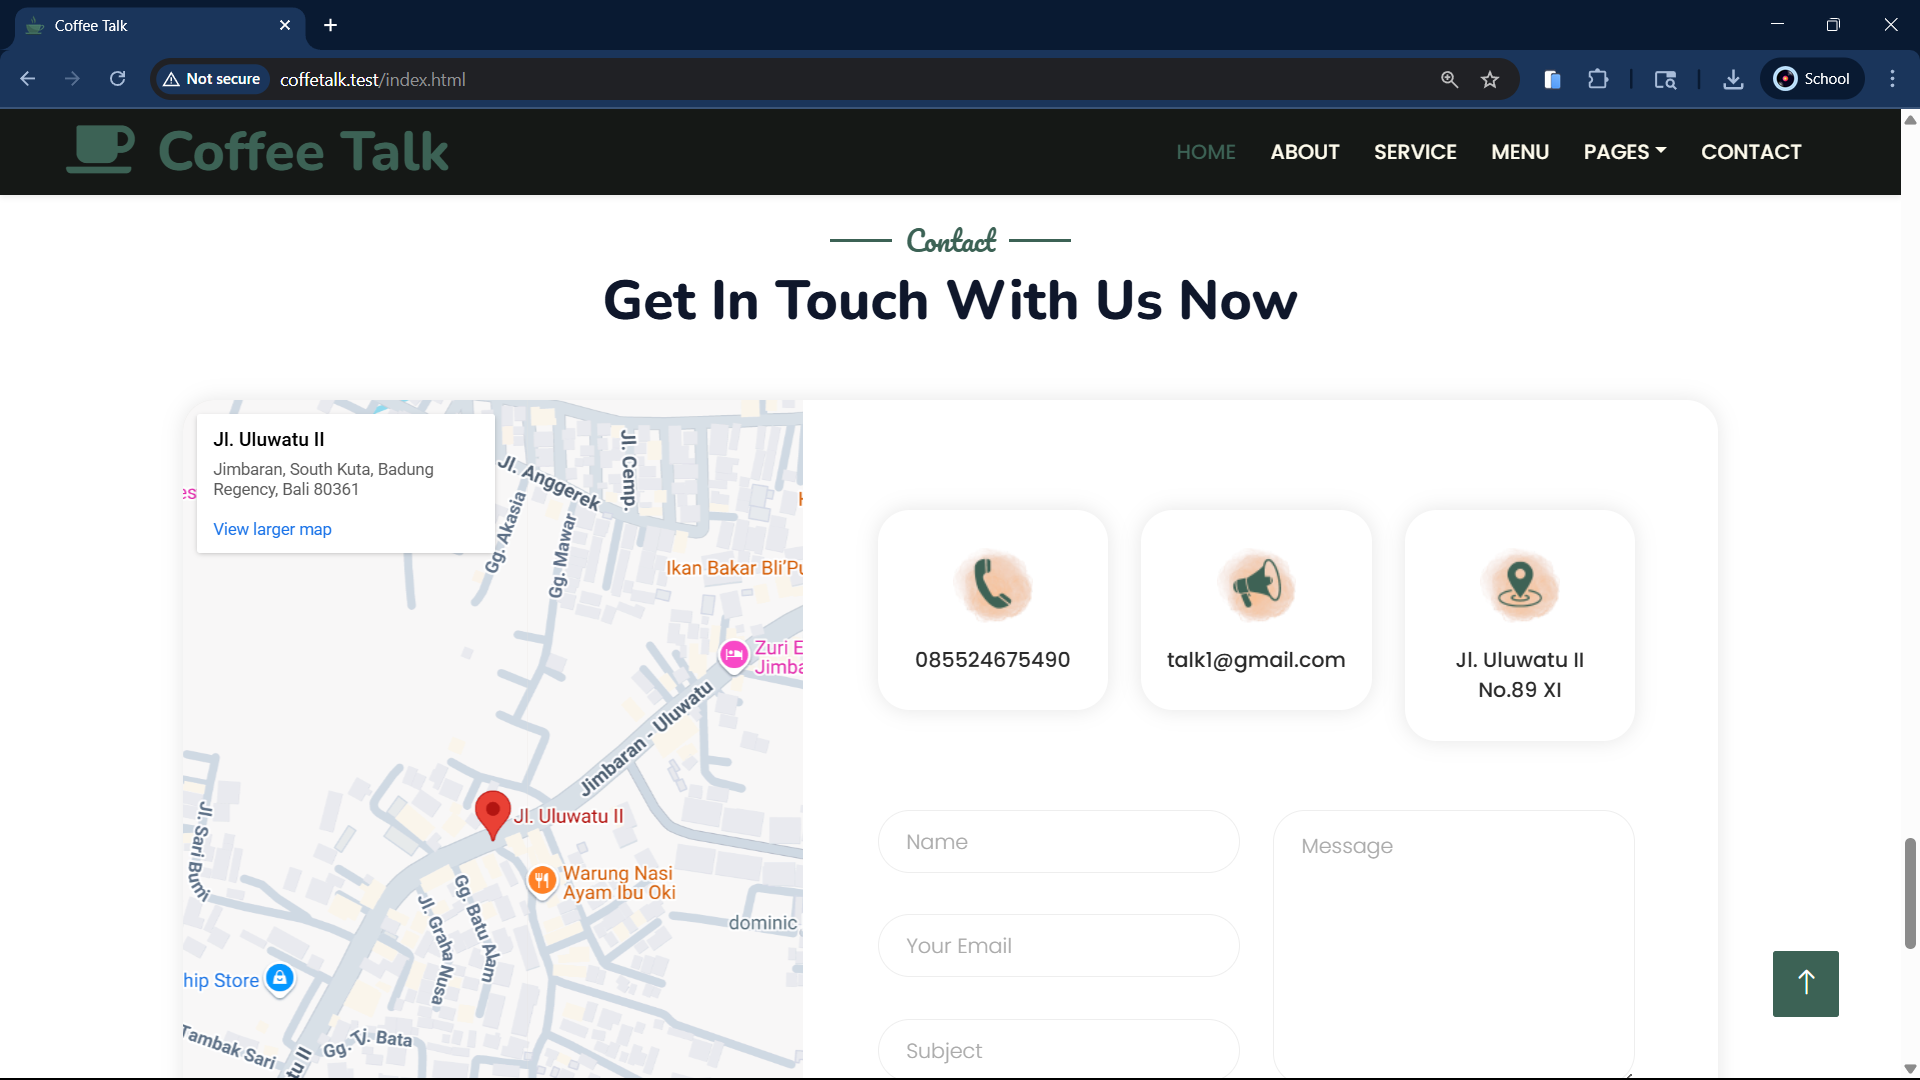 Coffee Talk
Not secure
coffetalk.test/index.html
School
Coffee Talk
HOME
ABOUT
SERVICE
MENU
PAGES
CONTACT
Contact
Get In Touch With Us Now
Jl. Uluwatu II
Jimbaran, South Kuta, Badung
Regency, Bali 80361
View larger map
Jl. Anggerek
Jl. Cemp.
Gg. Akasia
Gg. Mawar
Ikan Bakar Bli'Pu
Zuri E
Jimba
Jimbaran - Uluwatu
Jl. Uluwatu II
Warung Nasi
Ayam Ibu Oki
Jl. Sari Bumi
Gg. Batu Alam
Jl. Graha Nusa
dominic
hip Store
Tambak Sari
Gg. Tj. Bata
tu II
085524675490
talk1@gmail.com
Jl. Uluwatu II
No.89 XI
Name
Message
Your Email
Subject